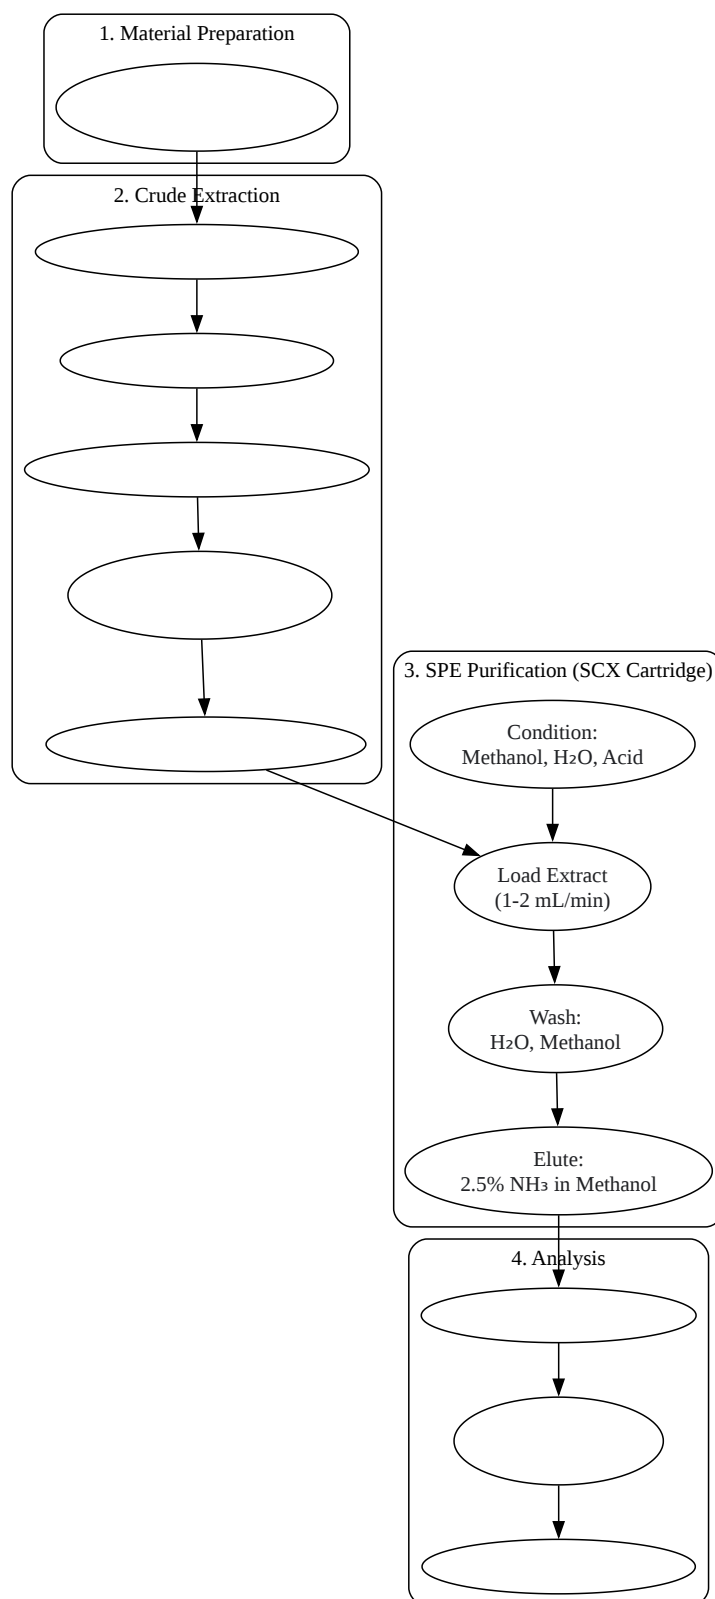 1. Material Preparation
2. Crude Extraction
3. SPE Purification (SCX Cartridge)
Condition:
Methanol, H₂O, Acid
Load Extract
(1-2 mL/min)
Wash:
H₂O, Methanol
Elute:
2.5% NH₃ in Methanol
4. Analysis